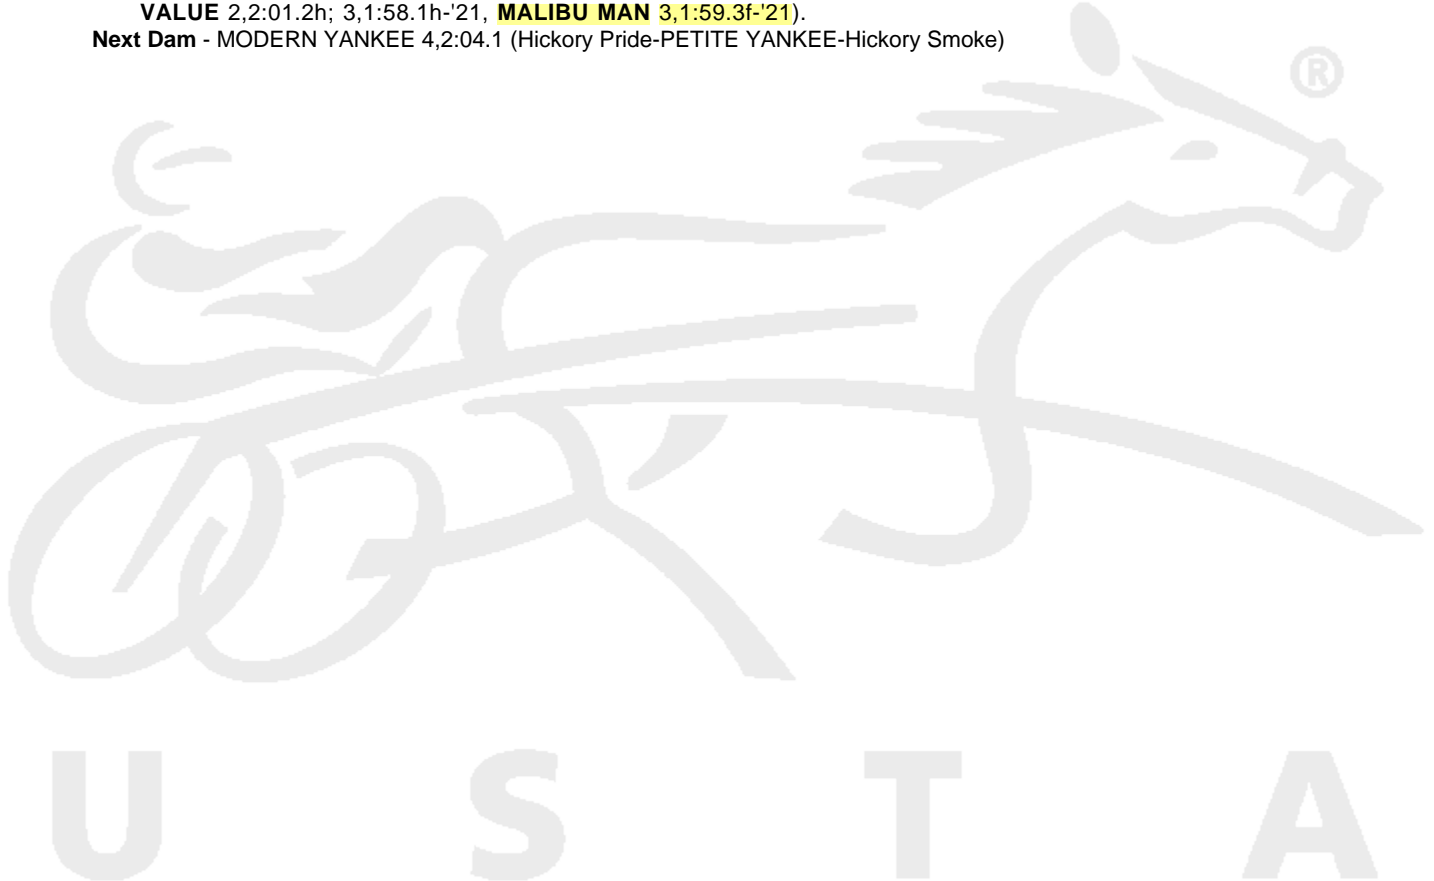 VALUE 2,2:01.2h; 3,1:58.1h-'21, MALIBU MAN 3,1:59.3f-'21).
Next Dam - MODERN YANKEE 4,2:04.1 (Hickory Pride-PETITE YANKEE-Hickory Smoke)
®
U S T A